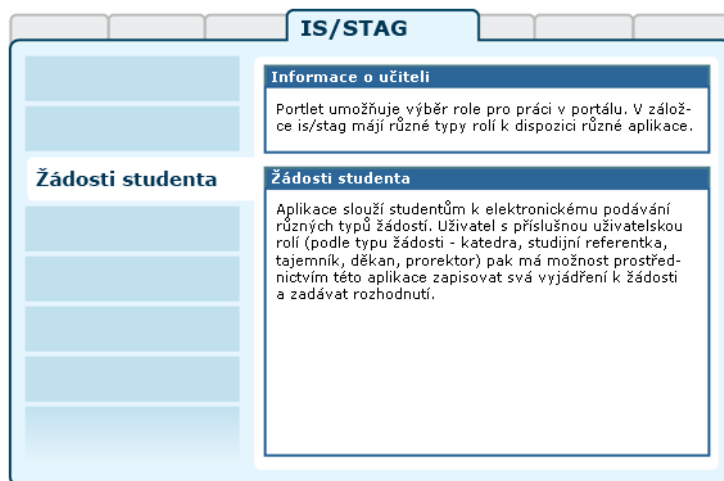 IS/STAG
Informace o učiteli
Portlet umožňuje výběr role pro práci v portálu. V zálož-
ce is/stag májí různé typy rolí k dispozici různé aplikace.
Žádosti studenta
Žádosti studenta
Aplikace slouží studentům k elektronickému podávání
různých typů žádostí. Uživatel s příslušnou uživatelskou
rolí (podle typu žádosti - katedra, studijní referentka,
tajemník, děkan, prorektor) pak má možnost prostřed-
nictvím této aplikace zapisovat svá vyjádření k žádosti
a zadávat rozhodnutí.